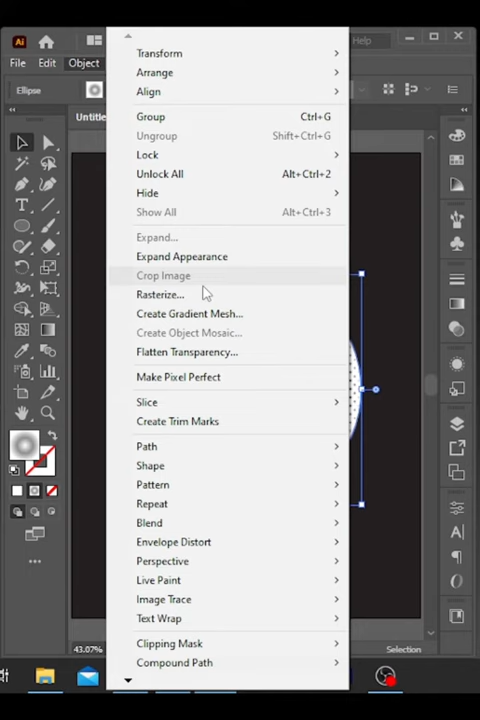 Ai
Help
File
Edit
Object
Ellipse
Untitle
Transform
Arrange
Align
Group Ctrl+G
Ungroup Shift+Ctrl+G
Lock
Unlock All Alt+Ctrl+2
Hide
Show All Alt+Ctrl+3
Expand...
Expand Appearance
Crop Image
Rasterize...
Create Gradient Mesh...
Create Object Mosaic...
Flatten Transparency...
Make Pixel Perfect
Slice
Create Trim Marks
Path
Shape
Pattern
Repeat
Blend
Envelope Distort
Perspective
Live Paint
Image Trace
Text Wrap
Clipping Mask
Compound Path
43.07%
Selection